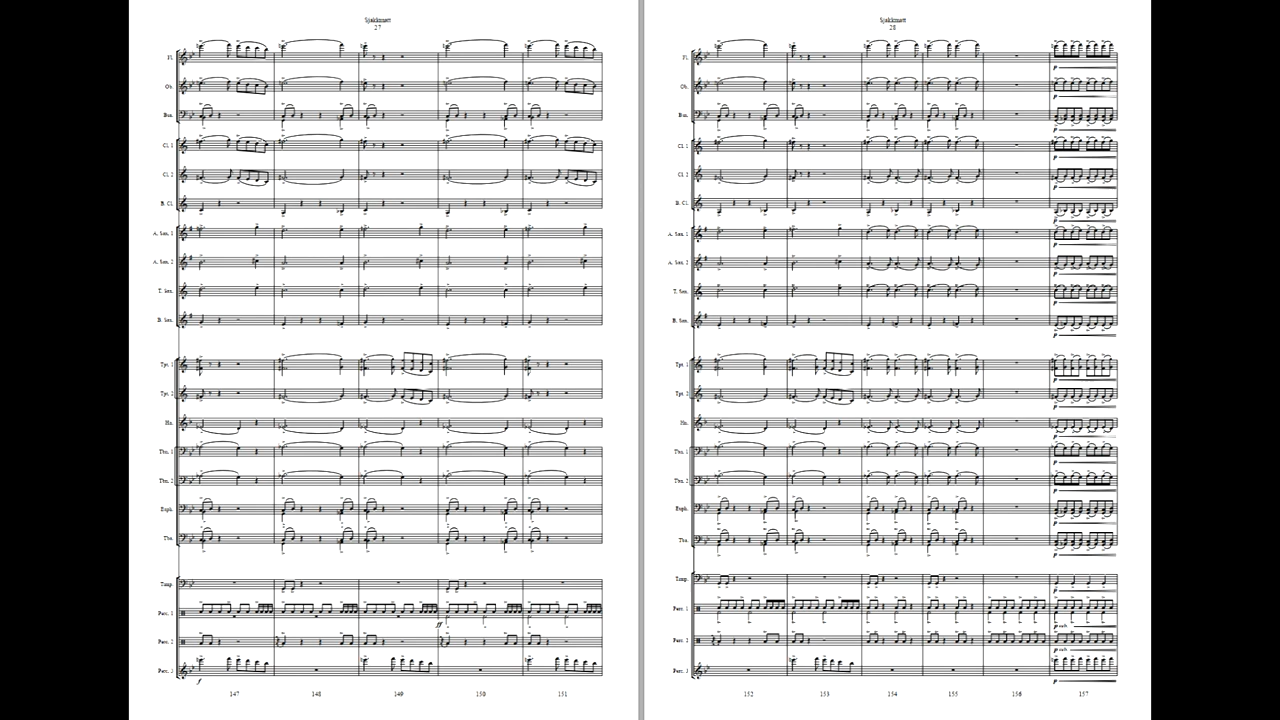 Sjakkmatt
27
Fl.
Ob.
Bsn.
Cl. 1
Cl. 2
B. Cl.
A. Sax. 1
A. Sax. 2
T. Sax.
B. Sax.
Tpt. 1
Tpt. 2
Hn.
Tbn. 1
Tbn. 2
Euph.
Tba.
Timp.
Perc. 1
ff
Perc. 2
Perc. 3
f
147 148 149 150 151
Sjakkmatt
28
Fl.
p
Ob.
p
Bsn.
p
Cl. 1
p
Cl. 2
p
B. Cl.
p
A. Sax. 1
p
A. Sax. 2
p
T. Sax.
p
B. Sax.
p
Tpt. 1
p
Tpt. 2
p
Hn.
p
Tbn. 1
p
Tbn. 2
p
Euph.
p
Tba.
p
Timp.
p
Perc. 1
p sub.
Perc. 2
p sub.
Perc. 3
p
152 153 154 155 156 157